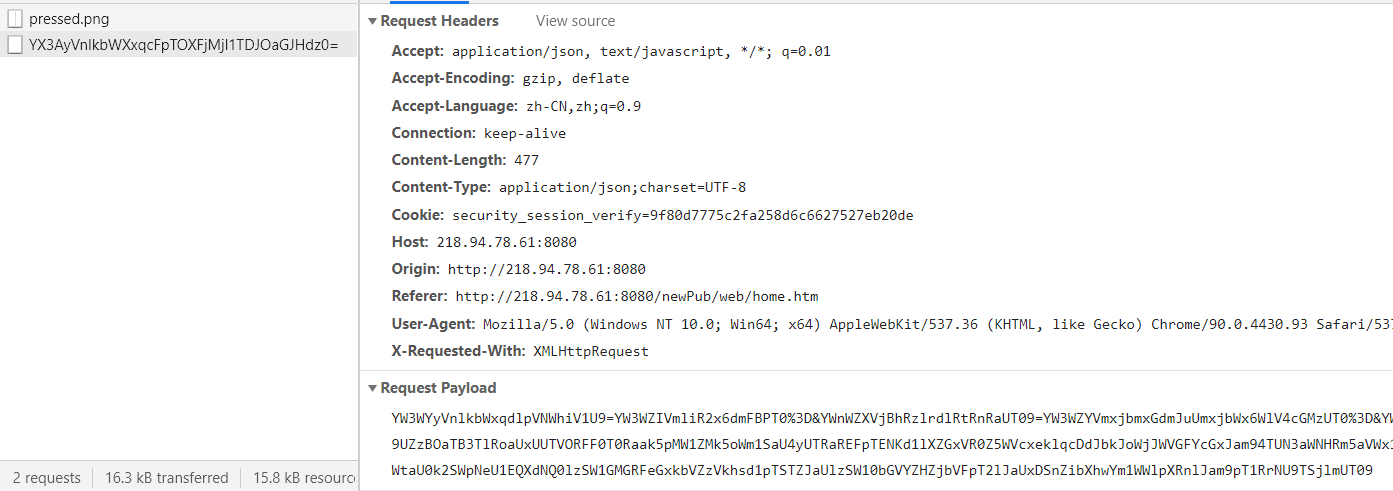 pressed.png
YX3AyVnlkbWXxqcFpTOXFjMjl1TDJOaGJHdz0=
2 requests
16.3 kB transferred
15.8 kB resourc
Request Headers View source
Accept: application/json, text/javascript, */*; q=0.01
Accept-Encoding: gzip, deflate
Accept-Language: zh-CN,zh;q=0.9
Connection: keep-alive
Content-Length: 477
Content-Type: application/json;charset=UTF-8
Cookie: security_session_verify=9f80d7775c2fa258d6c6627527eb20de
Host: 218.94.78.61:8080
Origin: http://218.94.78.61:8080
Referer: http://218.94.78.61:8080/newPub/web/home.htm
User-Agent: Mozilla/5.0 (Windows NT 10.0; Win64; x64) AppleWebKit/537.36 (KHTML, like Gecko) Chrome/90.0.4430.93 Safari/537
X-Requested-With: XMLHttpRequest
Request Payload
YW3WYyVnlkbWxqdlpVNWhiV1U9=YW3WZIVmliR2x6dmFBPT0%3D&YWnWZXVjBhRzlrdlRtRnRaUT09=YW3WZYVmxjbmxGdmJuUmxjbWx6WlV4cGMzUT0%3D&YW
9UZzBOaTB3TlRoaUxUUTVORFF0T0Raak5pMW1ZMk5oWm1SaU4yUTRaREFpTENKd1lXZGxVR0Z5WVcxeklqcDdJbkJoWjJWVGFYcGxJam94TUN3aWNHRm5aVWx1
WtaU0k2SWpNeU1EQXdNQ0lzSW1GMGRFeGxkbVZzVkhsd1pTSTZJaUlzSW10bGVYZHZjbVFpT2lJaUxDSnZibXhwYm1WWlpXRnlJam9pT1RrNU9TSjlmUT09